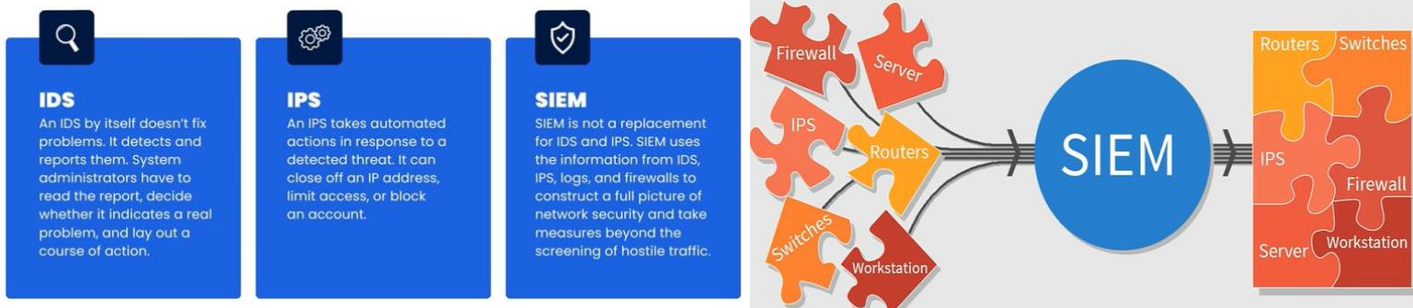 IDS
An IDS by itself doesn't fix
problems. It detects and
reports them. System
administrators have to
read the report, decide
whether it indicates a real
problem, and lay out a
course of action.
IPS
An IPS takes automated
actions in response to a
detected threat. It can
close off an IP address,
limit access, or block
an account.
SIEM
SIEM is not a replacement
for IDS and IPS. SIEM uses
the information from IDS,
IPS, logs, and firewalls to
construct a full picture of
network security and take
measures beyond the
screening of hostile traffic.
Firewall
Server
IPS
Routers
Switches
Workstation
SIEM
Routers
Switches
IPS
Firewall
Server
Workstation